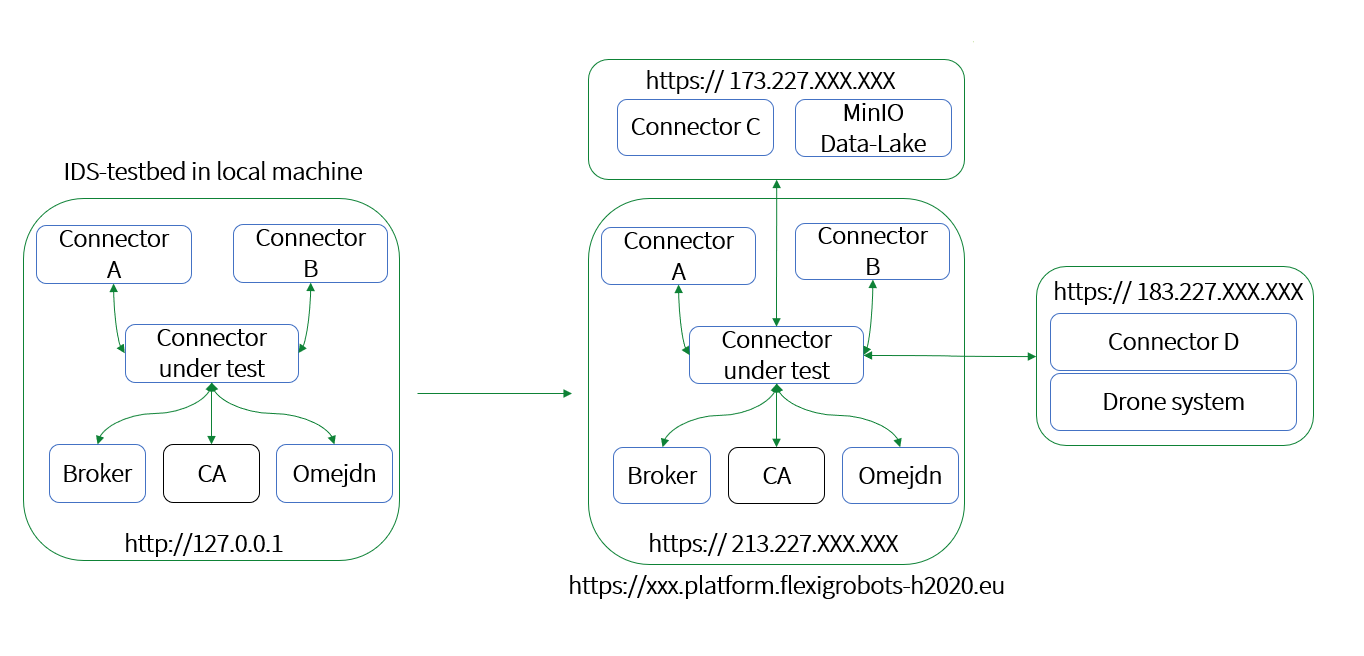 IDS-testbed in local machine
Connector
A
Connector
B
Connector
under test
Broker
CA
Omejdn
http://127.0.0.1
https:// 173.227.XXX.XXX
Connector C
MinIO
Data-Lake
Connector
A
Connector
B
Connector
under test
Broker
CA
Omejdn
https:// 213.227.XXX.XXX
https://xxx.platform.flexigrobots-h2020.eu
https:// 183.227.XXX.XXX
Connector D
Drone system